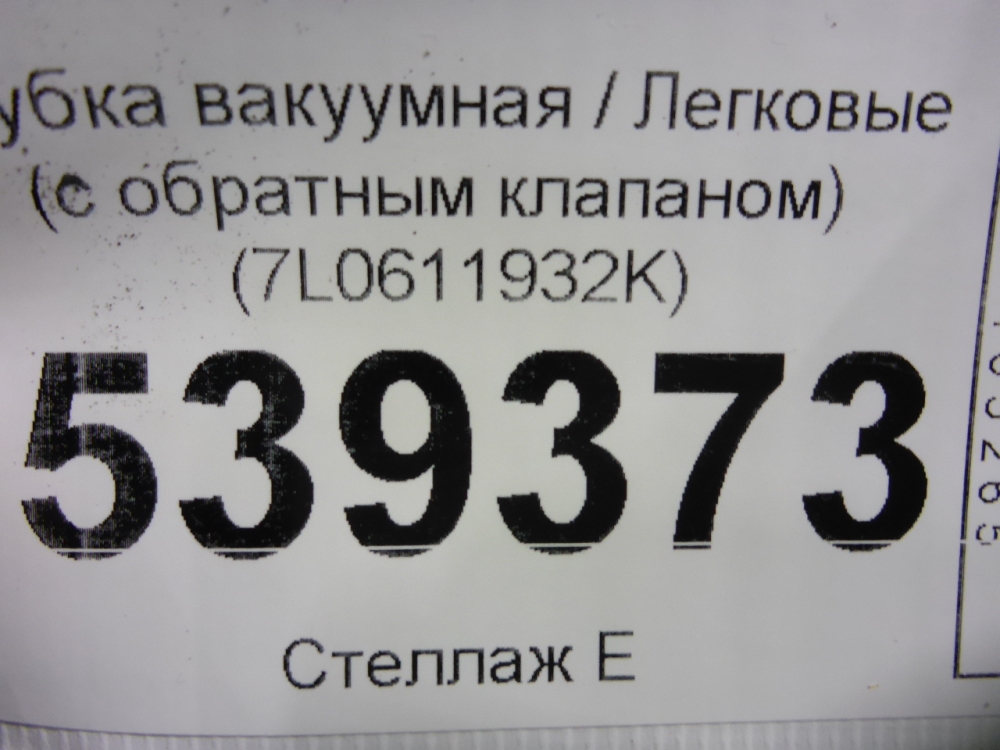 убка вакуумная / Легковые
(с обратным клапаном)
(7L0611932K)
539373
Стеллаж Е